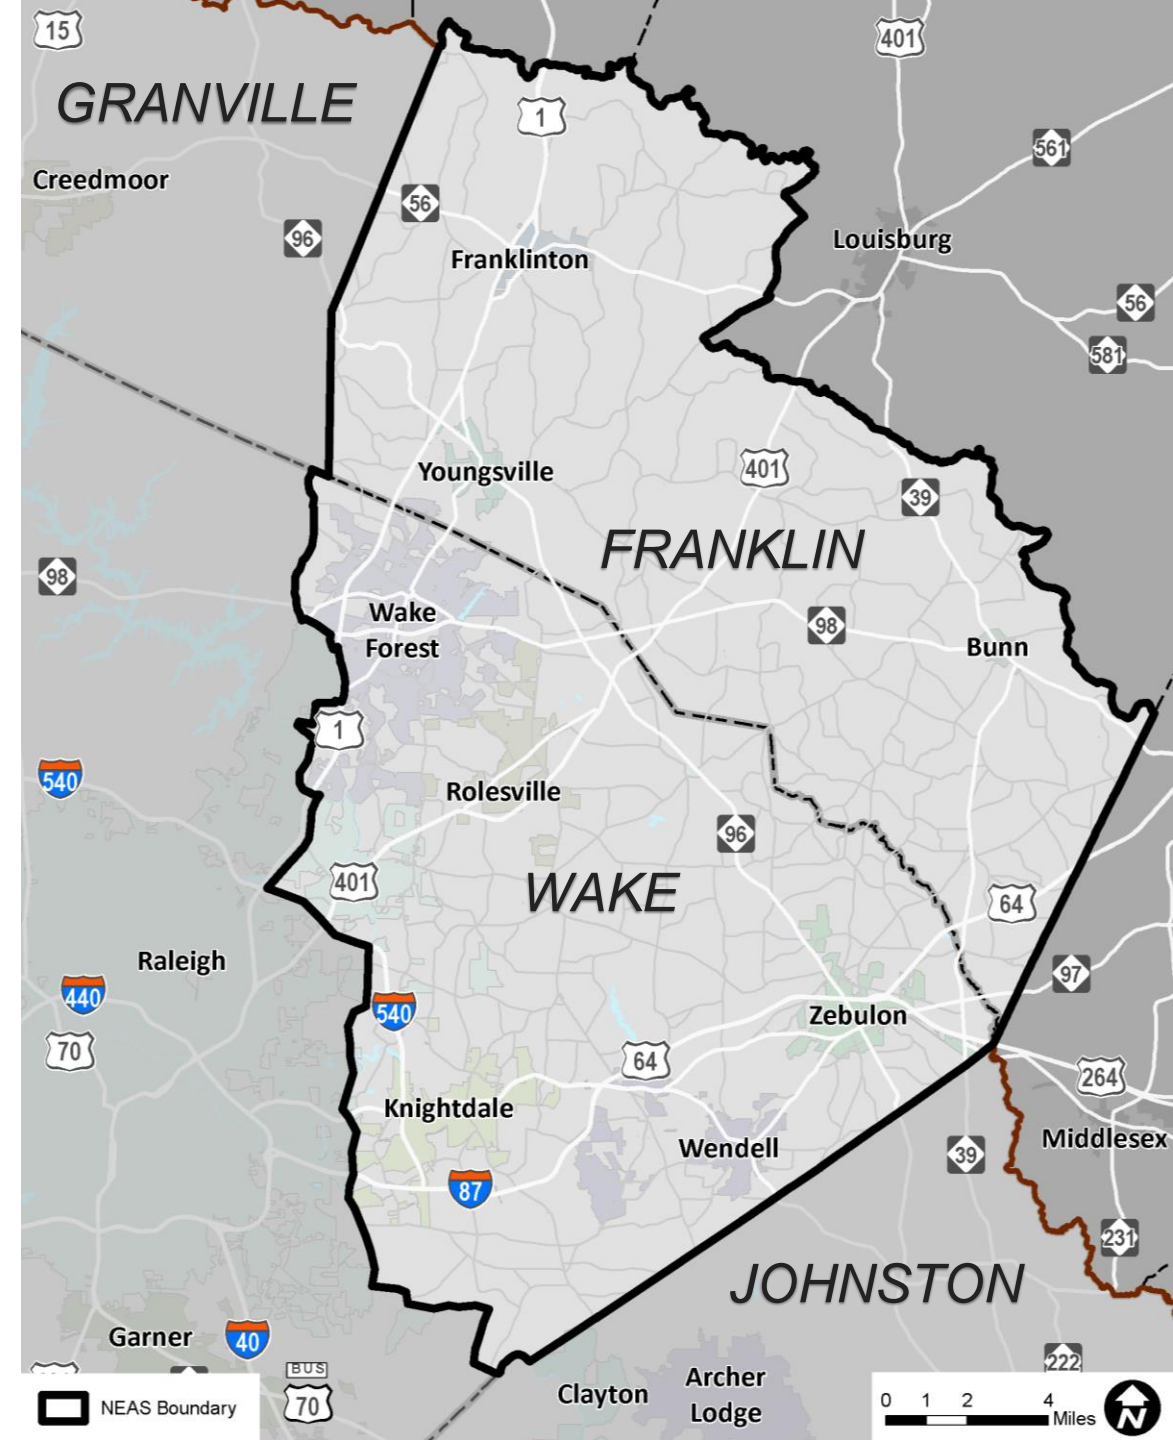 15
401
GRANVILLE
1
561
Creedmoor
56
96
Louisburg
Franklinton
56
581
Youngsville
401
39
FRANKLIN
98
Wake
Forest
98
Bunn
1
540
Rolesville
96
401
WAKE
64
Raleigh
97
440
540
Zebulon
70
64
264
Knightdale
Middlesex
Wendell
39
87
231
JOHNSTON
Garner
40
222
BUS
70
Clayton
Archer
Lodge
NEAS Boundary
0 1 2 4
Miles
N